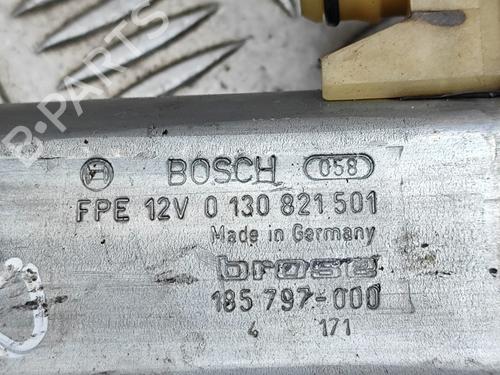 B-PARTS
BOSCH 058
FPE 12V 0 130 821 501
Made in Germany
brose
185 797-000
4 171